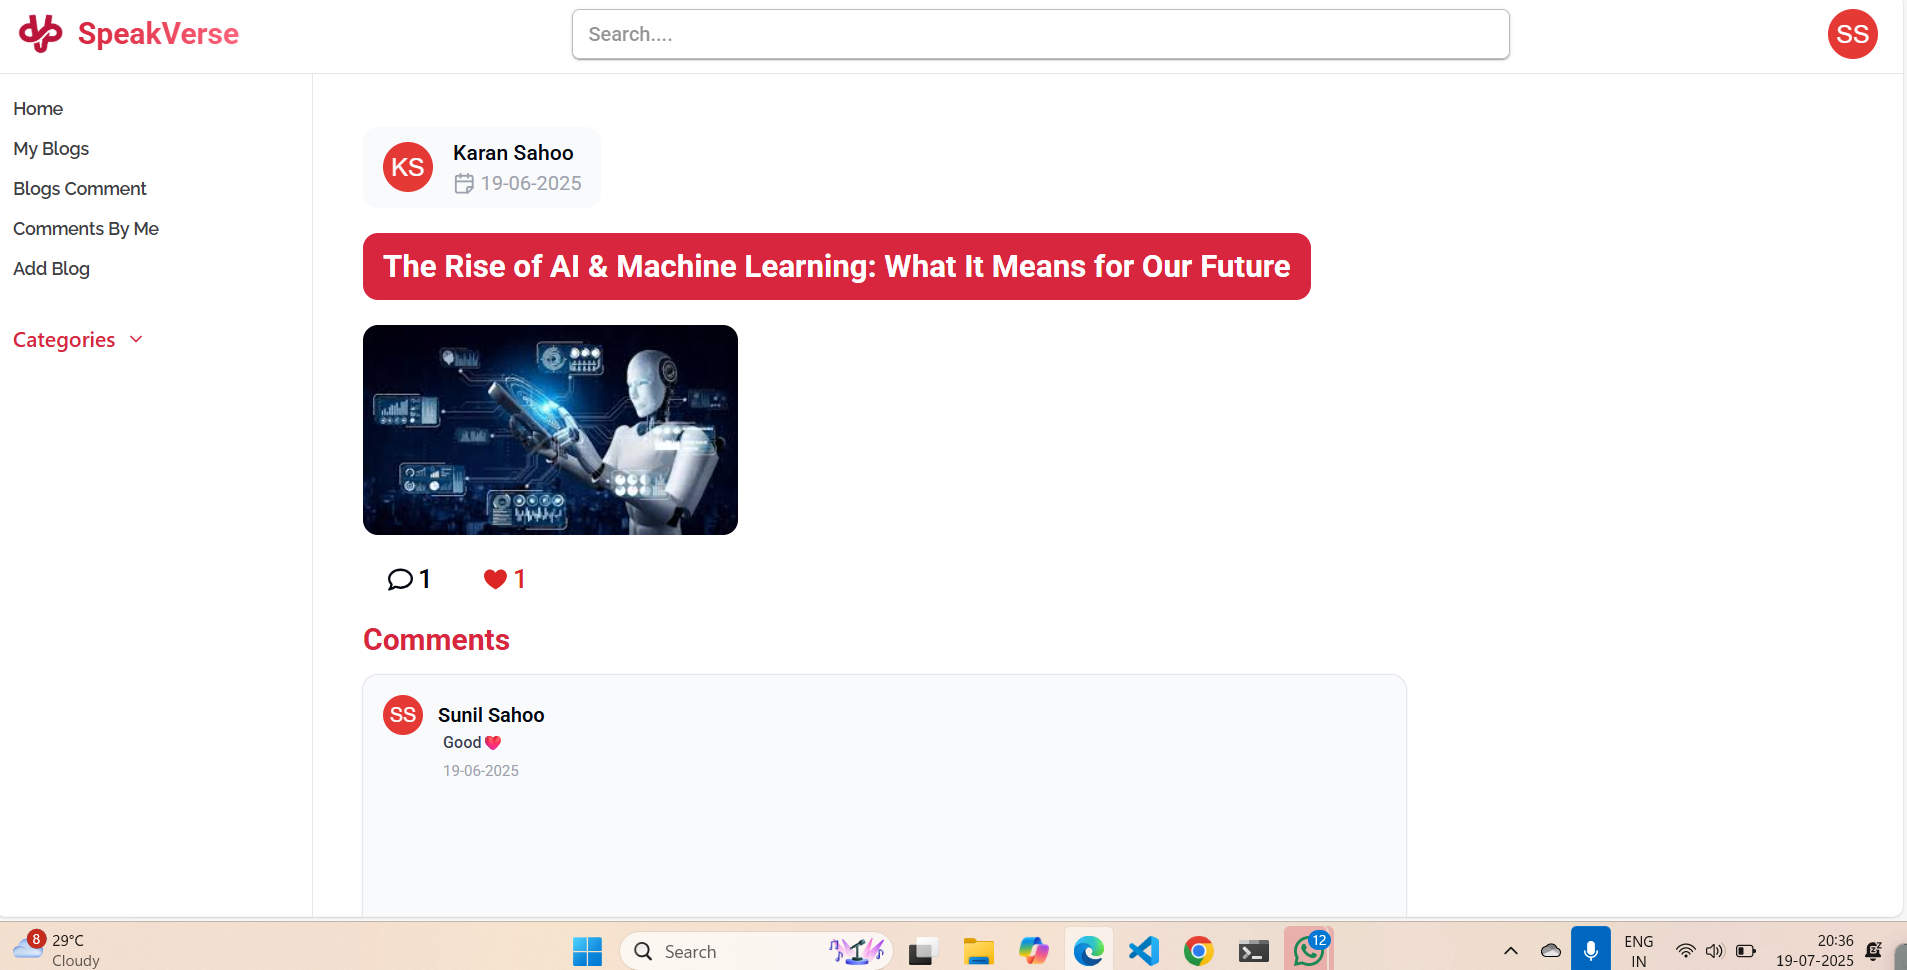 SpeakVerse
Search....
SS
Home
My Blogs
Blogs Comment
Comments By Me
Add Blog
Categories
KS
Karan Sahoo
19-06-2025
The Rise of AI & Machine Learning: What It Means for Our Future
1
1
Comments
SS
Sunil Sahoo
Good
19-06-2025
8
29°C
Cloudy
Search
12
ENG
IN
20:36
19-07-2025